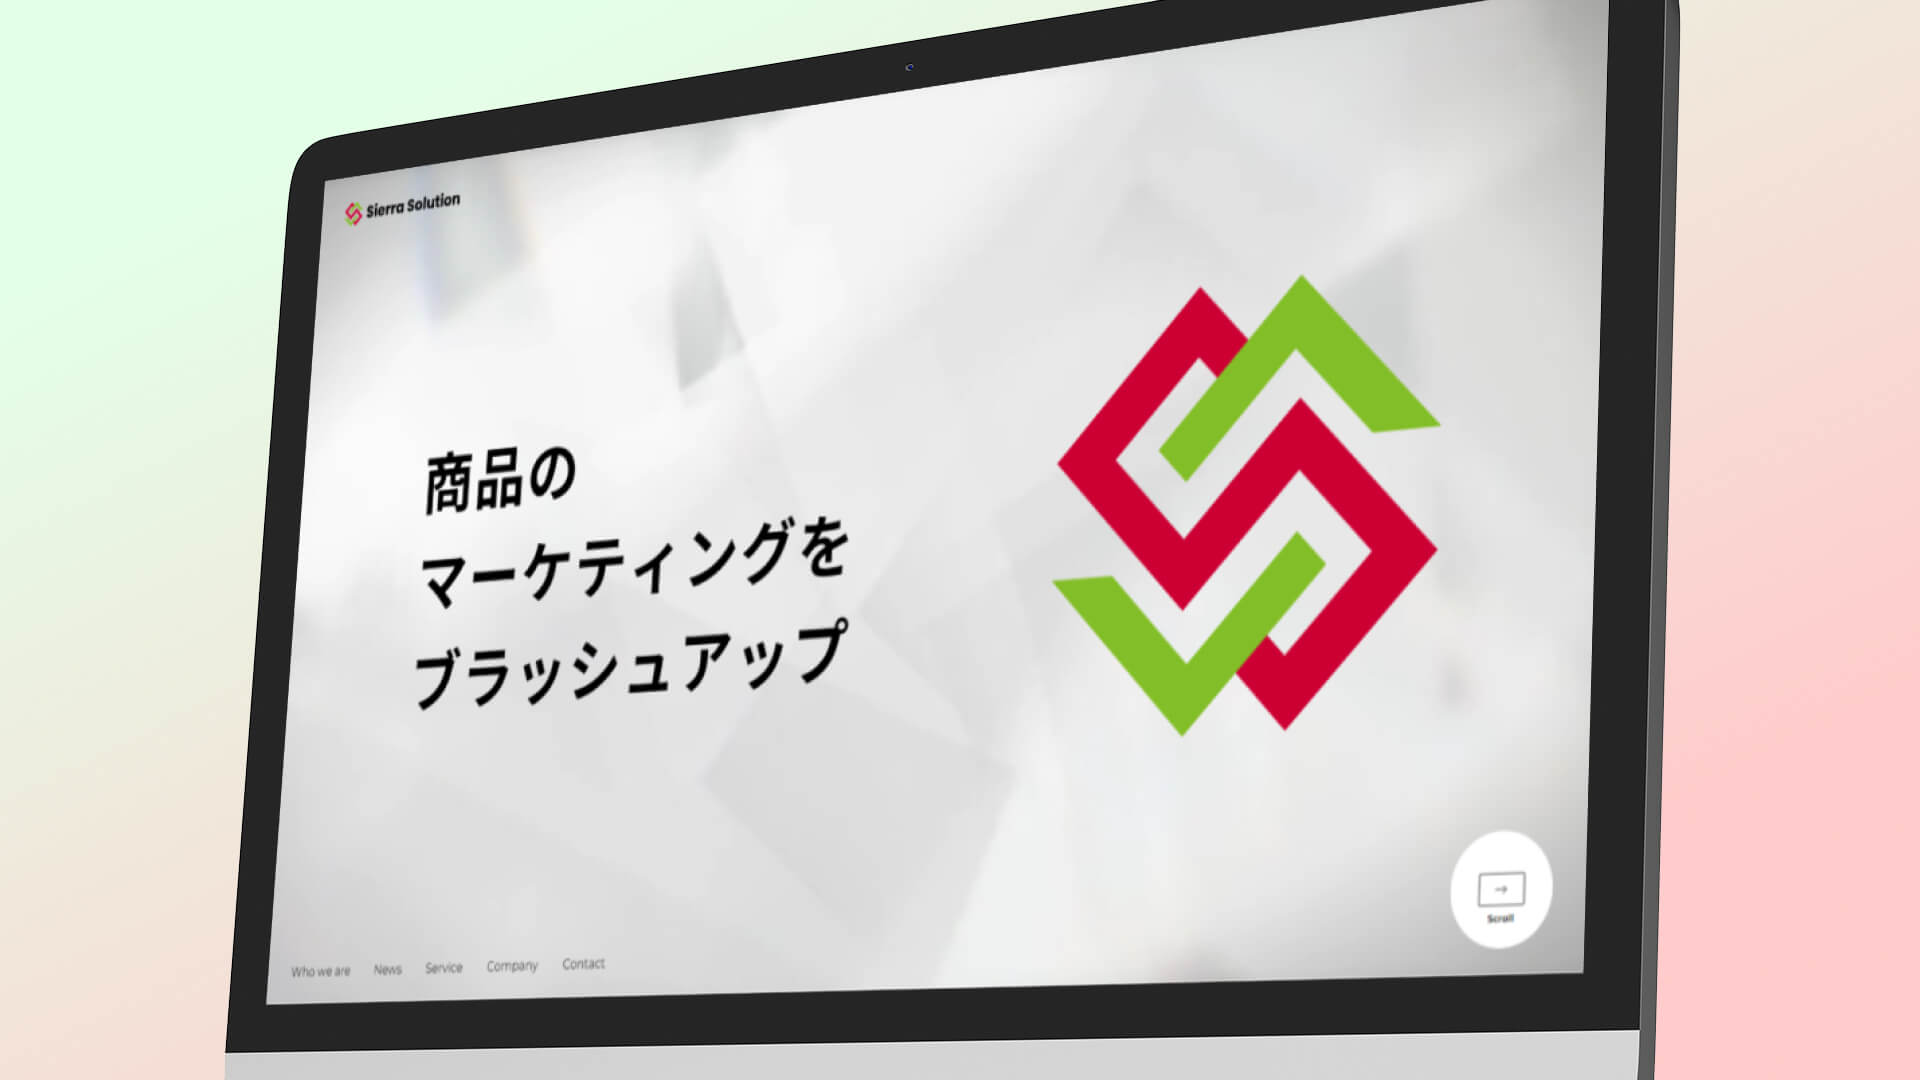 Sierra Solution
商品の
マーケティングを
ブラッシュアップ
Scroll
Who we are
News
Service
Company
Contact